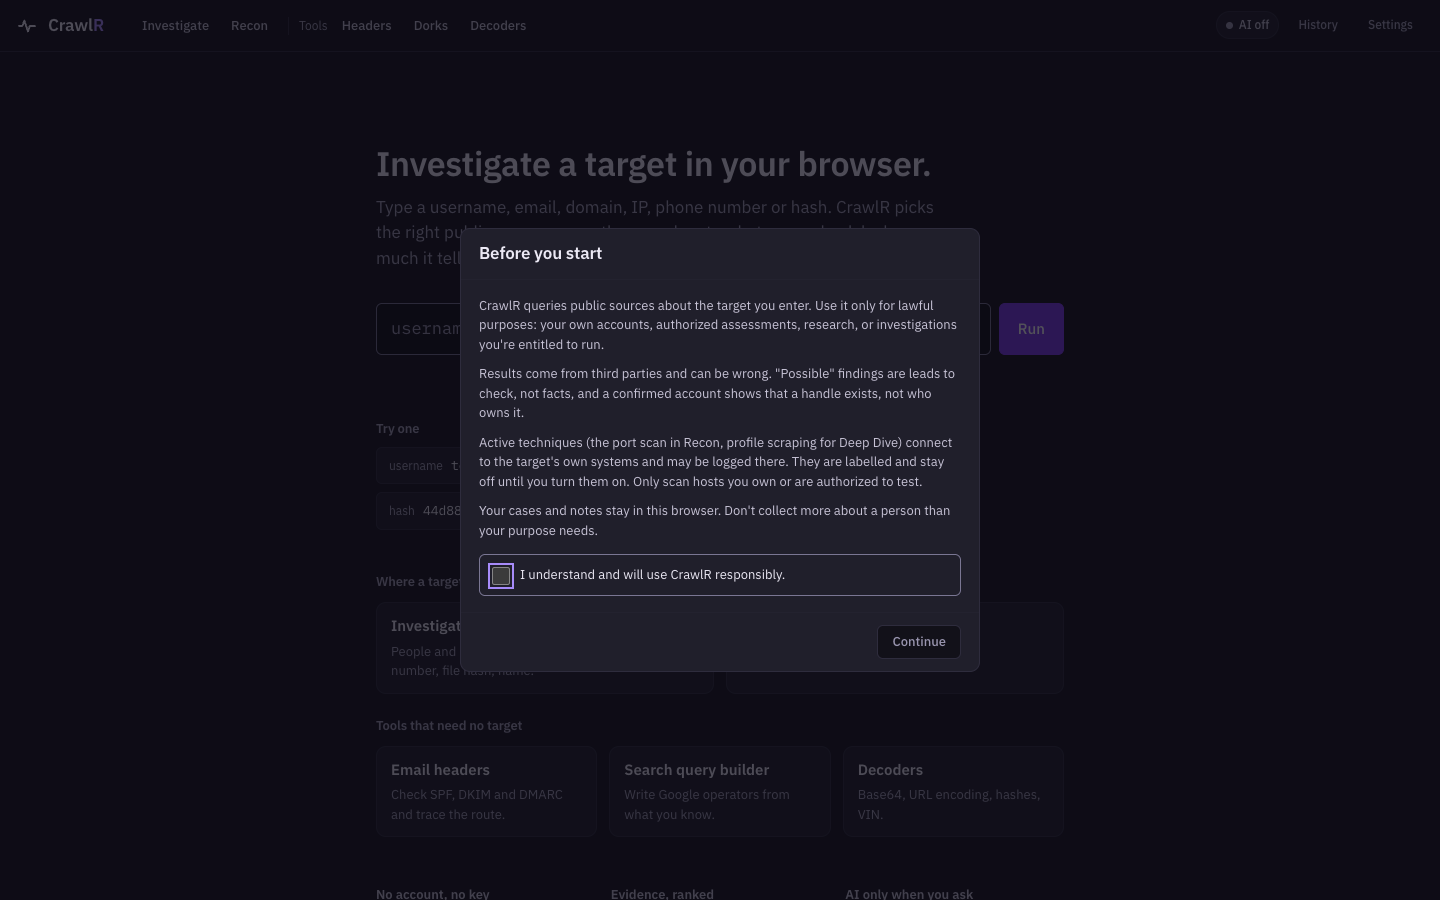 CrawlR
Investigate
Recon
Tools
Headers
Dorks
Decoders
AI off
History
Settings
Investigate a target in your browser.
Type a username, email, domain, IP, phone number or hash. CrawlR picks
the right
much it tell
usernam
Run
Before you start
CrawlR queries public sources about the target you enter. Use it only for lawful
purposes: your own accounts, authorized assessments, research, or investigations
you're entitled to run.
Results come from third parties and can be wrong. "Possible" findings are leads to
check, not facts, and a confirmed account shows that a handle exists, not who
owns it.
Active techniques (the port scan in Recon, profile scraping for Deep Dive) connect
to the target's own systems and may be logged there. They are labelled and stay
off until you turn them on. Only scan hosts you own or are authorized to test.
Your cases and notes stay in this browser. Don't collect more about a person than
your purpose needs.
I understand and will use CrawlR responsibly.
Continue
Try one
username t
hash 44d88
Where a target
Investigat
People and
number, file hash, name.
Tools that need no target
Email headers
Check SPF, DKIM and DMARC
and trace the route.
Search query builder
Write Google operators from
what you know.
Decoders
Base64, URL encoding, hashes,
VIN.
No account, no key
Evidence, ranked
AI only when you ask